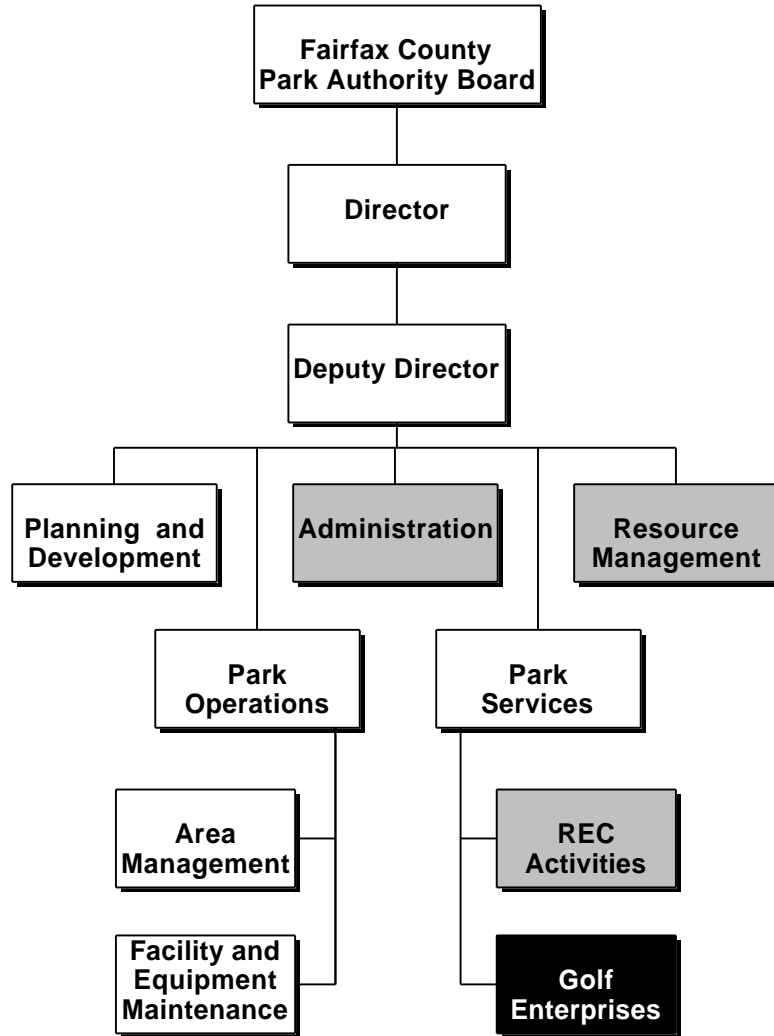 Fairfax County
Park Authority Board
Director
Deputy Director
Planning and
Development
Administration
Resource
Management
Park
Operations
Park
Services
Area
Management
REC
Activities
Facility and
Equipment
Maintenance
Golf
Enterprises